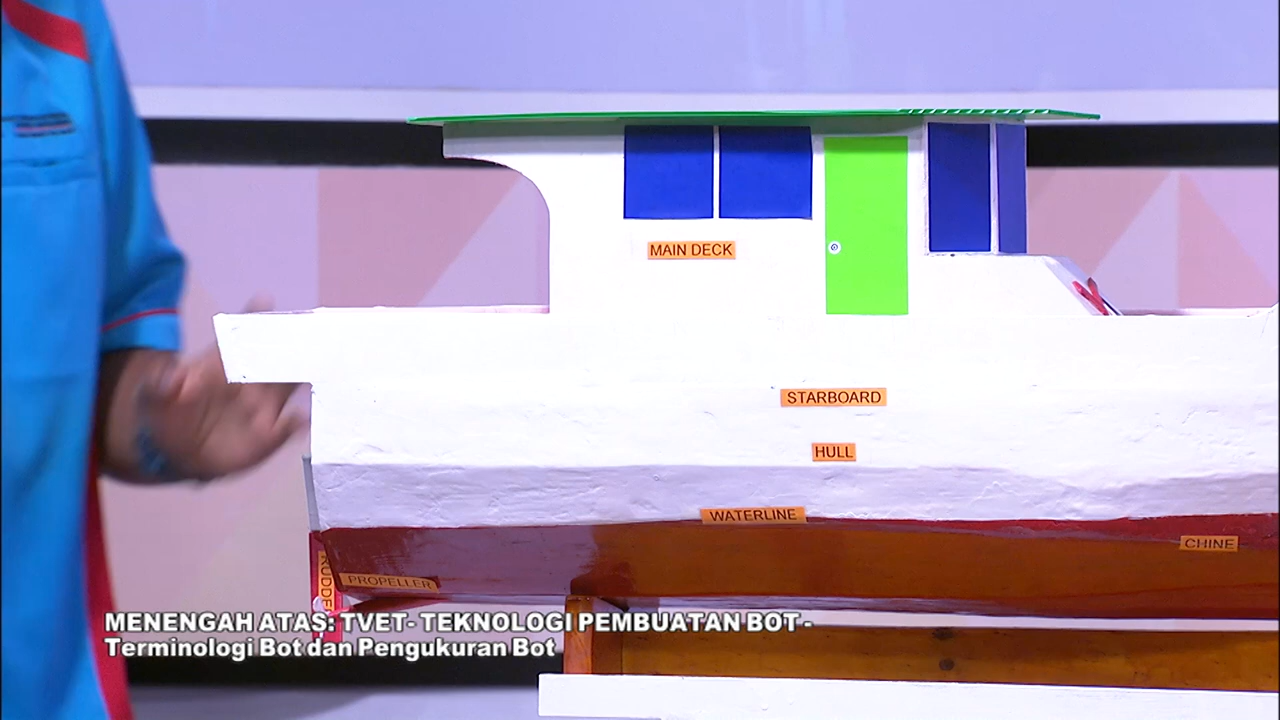 MAIN DECK
STARBOARD
HULL
WATERLINE
CHINE
PROPELLER
MENENGAH ATAS: TVET- TEKNOLOGI PEMBUATAN BOT -
Terminologi Bot dan Pengukuran Bot